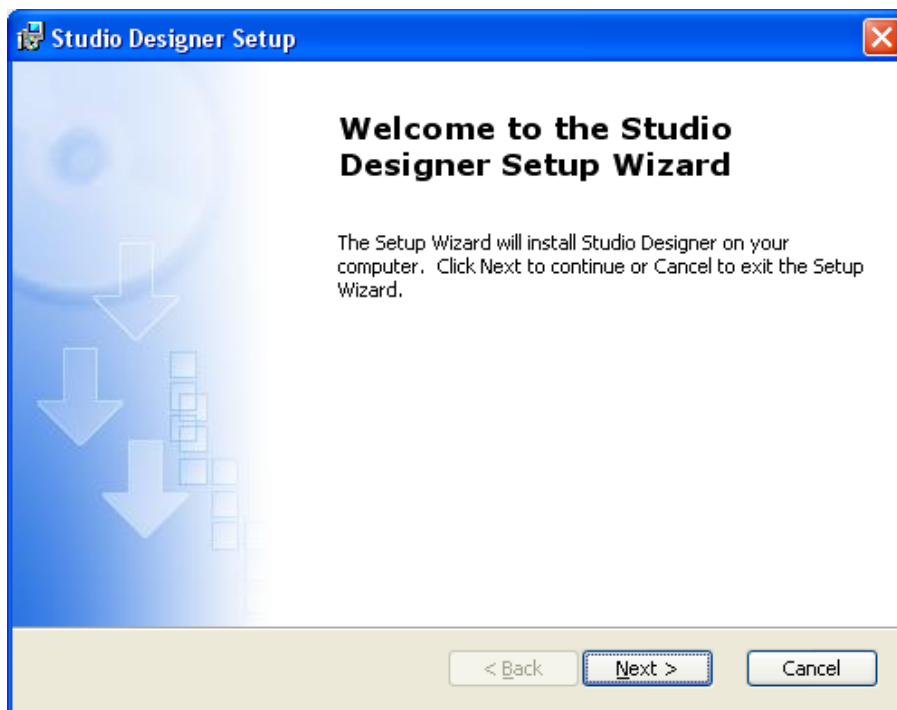 Studio Designer Setup
Welcome to the Studio
Designer Setup Wizard
The Setup Wizard will install Studio Designer on your
computer.  Click Next to continue or Cancel to exit the Setup
Wizard.
< Back
Next >
Cancel